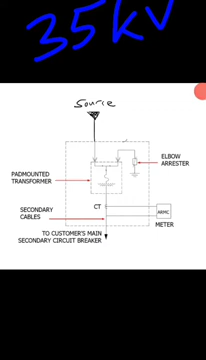 35kV
Source
ELBOW
ARRESTER
PADMOUNTED
TRANSFORMER
SECONDARY
CABLES
CT
ARMC
METER
TO CUSTOMER'S MAIN
SECONDARY CIRCUIT BREAKER